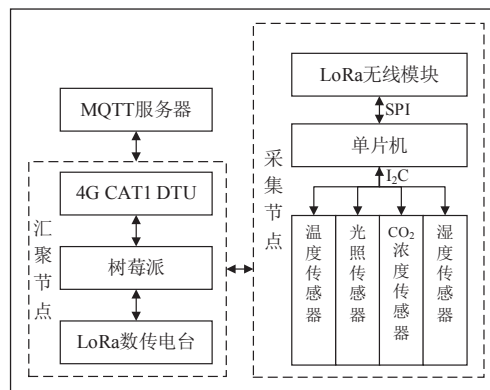 MQTT服务器
4G CAT1 DTU
树莓派
LoRa数传电台
汇聚节点
采集节点
LoRa无线模块
SPI
单片机
I₂C
温度传感器
光照传感器
CO₂浓度传感器
湿度传感器